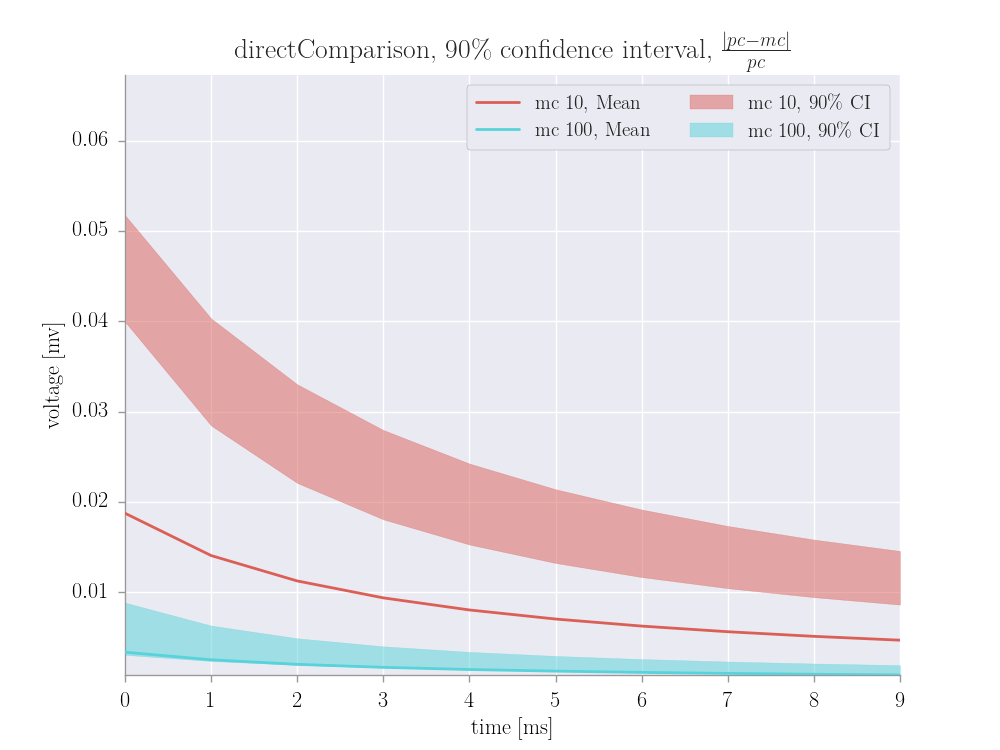 directComparison, 90% confidence interval, |pc−mc|/pc
mc 10, Mean
mc 100, Mean
mc 10, 90% CI
mc 100, 90% CI
0.06
0.05
0.04
0.03
0.02
0.01
voltage [mv]
0 1 2 3 4 5 6 7 8 9
time [ms]